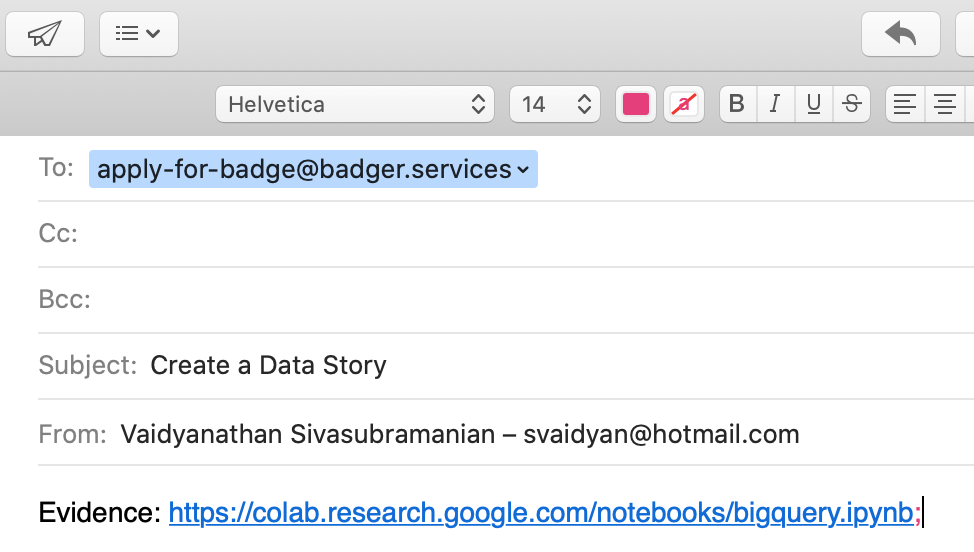 Helvetica 14 a B I U S
To: apply-for-badge@badger.services
Cc:
Bcc:
Subject: Create a Data Story
From: Vaidyanathan Sivasubramanian – svaidyan@hotmail.com
Evidence: https://colab.research.google.com/notebooks/bigquery.ipynb;